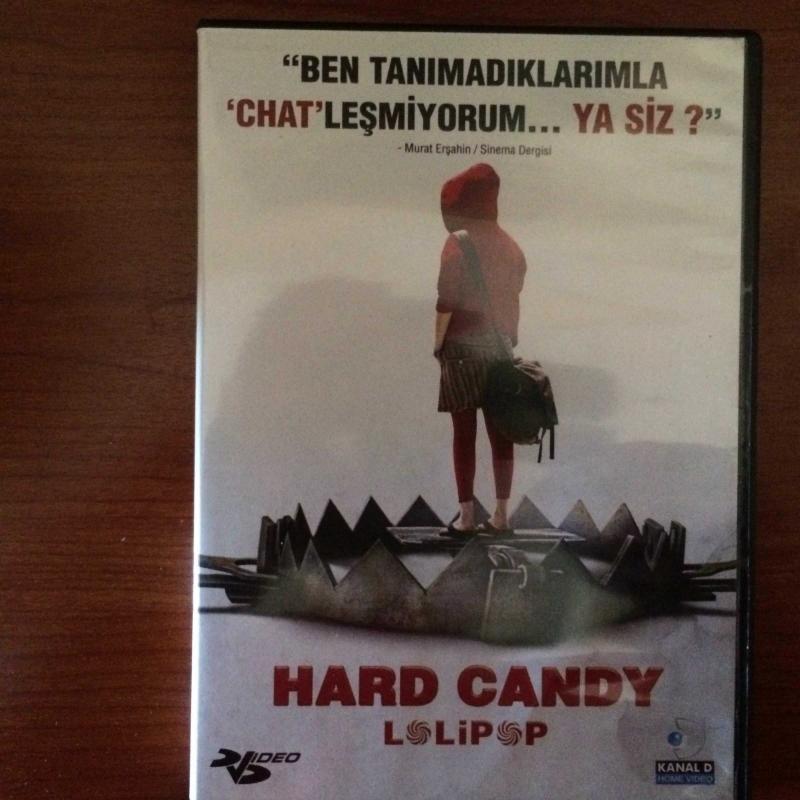 “BEN TANIMADIKLARIMLA
‘CHAT’LEŞMİYORUM... YA SİZ ?”
- Murat Erşahin / Sinema Dergisi
HARD CANDY
LOLiPOP
DVD VIDEO
KANAL D
HOME VIDEO